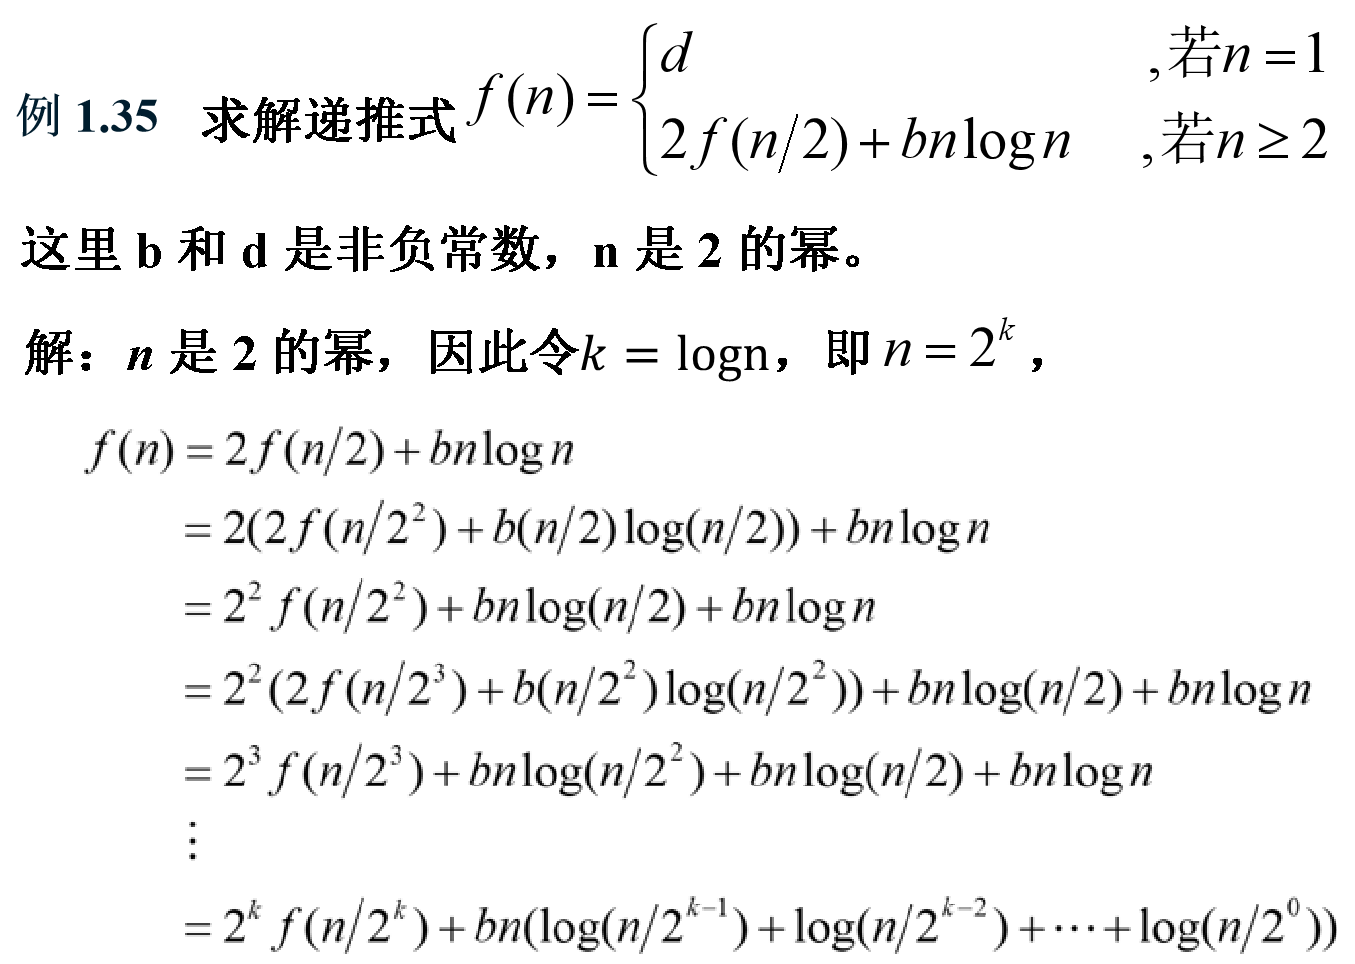 例 1.35 求解递推式 f(n) = { d ,若n = 1
2f(n/2) + bn log n ,若n ≥ 2
这里 b 和 d 是非负常数，n 是 2 的幂。
解：n 是 2 的幂，因此令k = logn，即 n = 2^k ，
f(n) = 2f(n/2) + bn log n
= 2(2f(n/2^2) + b(n/2)log(n/2)) + bn log n
= 2^2 f(n/2^2) + bn log(n/2) + bn log n
= 2^2(2f(n/2^3) + b(n/2^2)log(n/2^2)) + bn log(n/2) + bn log n
= 2^3 f(n/2^3) + bn log(n/2^2) + bn log(n/2) + bn log n
⋮
= 2^k f(n/2^k) + bn(log(n/2^{k−1}) + log(n/2^{k−2}) + ⋯ + log(n/2^0))